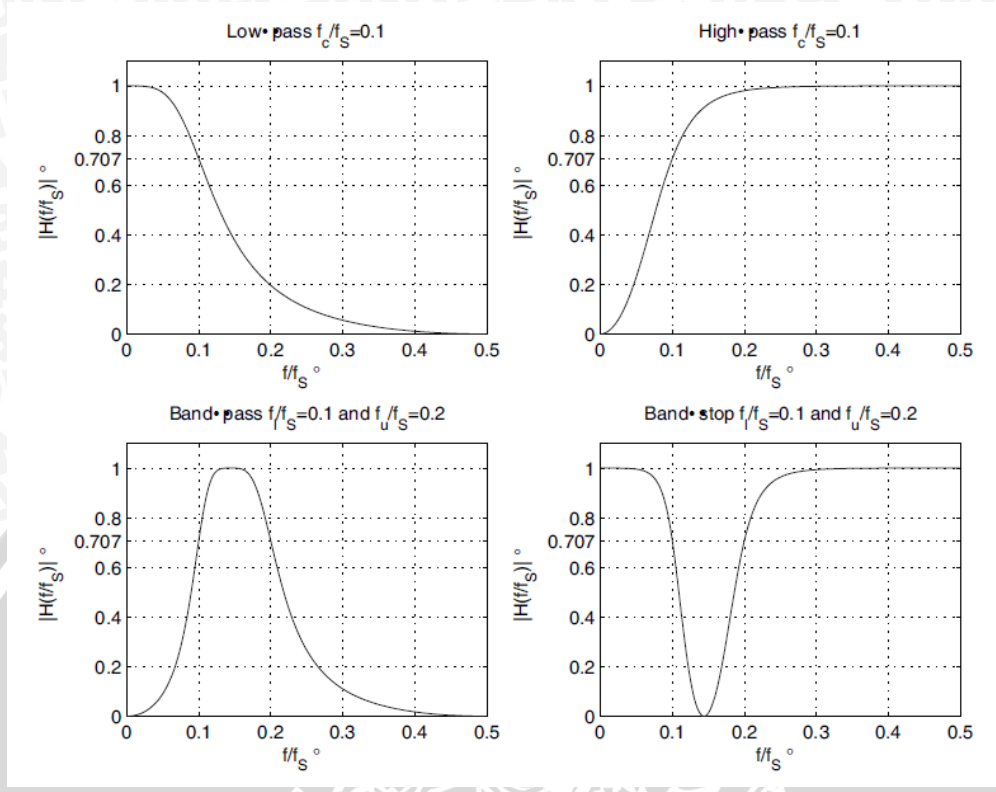 Low• pass f_c/f_S=0.1
1
0.8
0.707
0.6
0.4
0.2
0
|H(f/f_S)| °
0 0.1 0.2 0.3 0.4 0.5
f/f_S °
High• pass f_c/f_S=0.1
1
0.8
0.707
0.6
0.4
0.2
0
|H(f/f_S)| °
0 0.1 0.2 0.3 0.4 0.5
f/f_S °
Band• pass f_l/f_S=0.1 and f_u/f_S=0.2
1
0.8
0.707
0.6
0.4
0.2
0
|H(f/f_S)| °
0 0.1 0.2 0.3 0.4 0.5
f/f_S °
Band• stop f_l/f_S=0.1 and f_u/f_S=0.2
1
0.8
0.707
0.6
0.4
0.2
0
|H(f/f_S)| °
0 0.1 0.2 0.3 0.4 0.5
f/f_S °